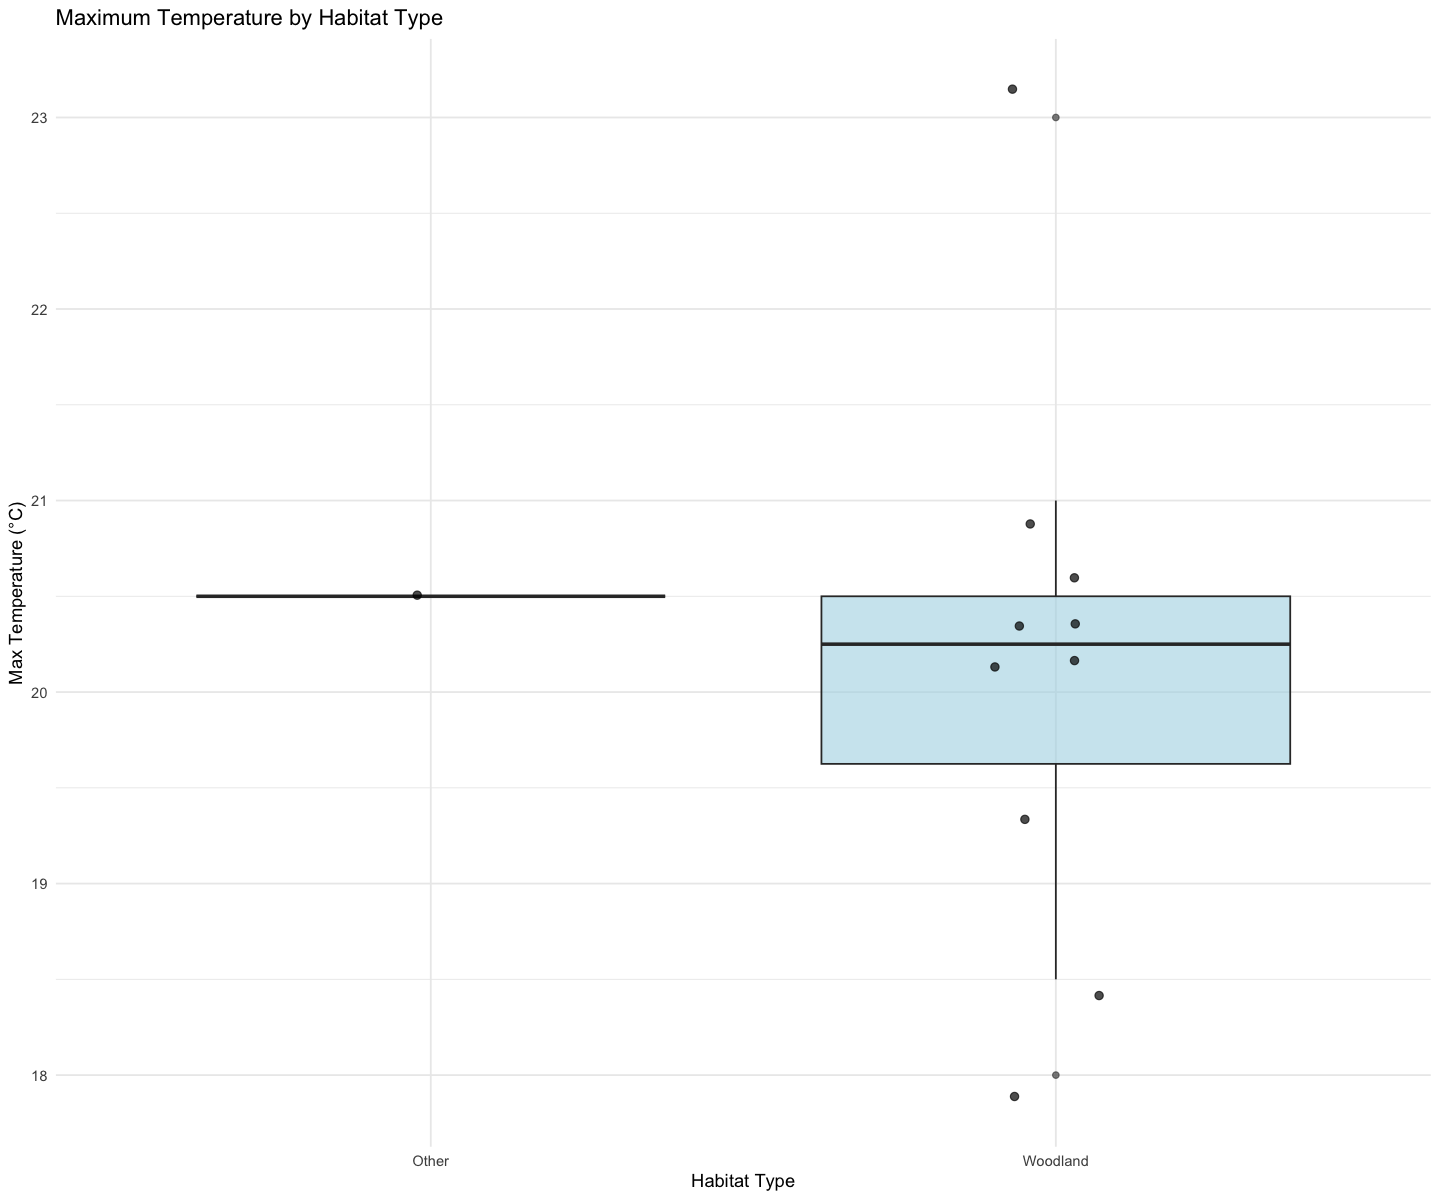 Maximum Temperature by Habitat Type
23
22
21
20
19
18
Max Temperature (°C)
Other
Woodland
Habitat Type